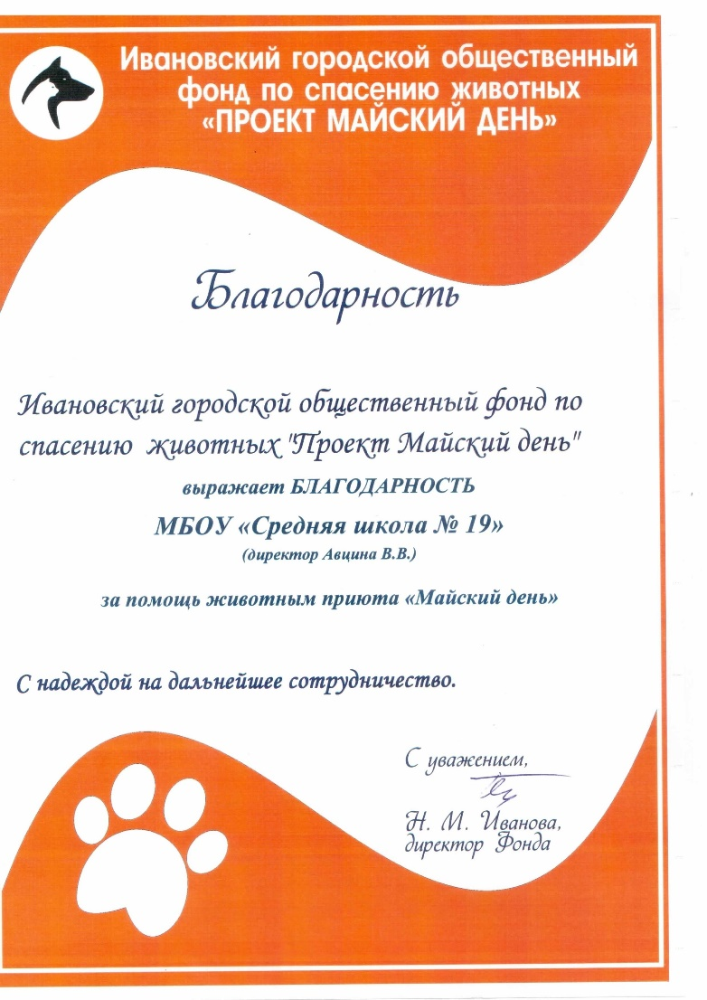 Ивановский городской общественный
фонд по спасению животных
«ПРОЕКТ МАЙСКИЙ ДЕНЬ»
Благодарность
Ивановский городской общественный фонд по
спасению животных "Проект Майский день"
выражает БЛАГОДАРНОСТЬ
МБОУ «Средняя школа № 19»
(директор Авцина В.В.)
за помощь животным приюта «Майский день»
С надеждой на дальнейшее сотрудничество.
С уважением,
Н. М. Иванова,
директор Фонда